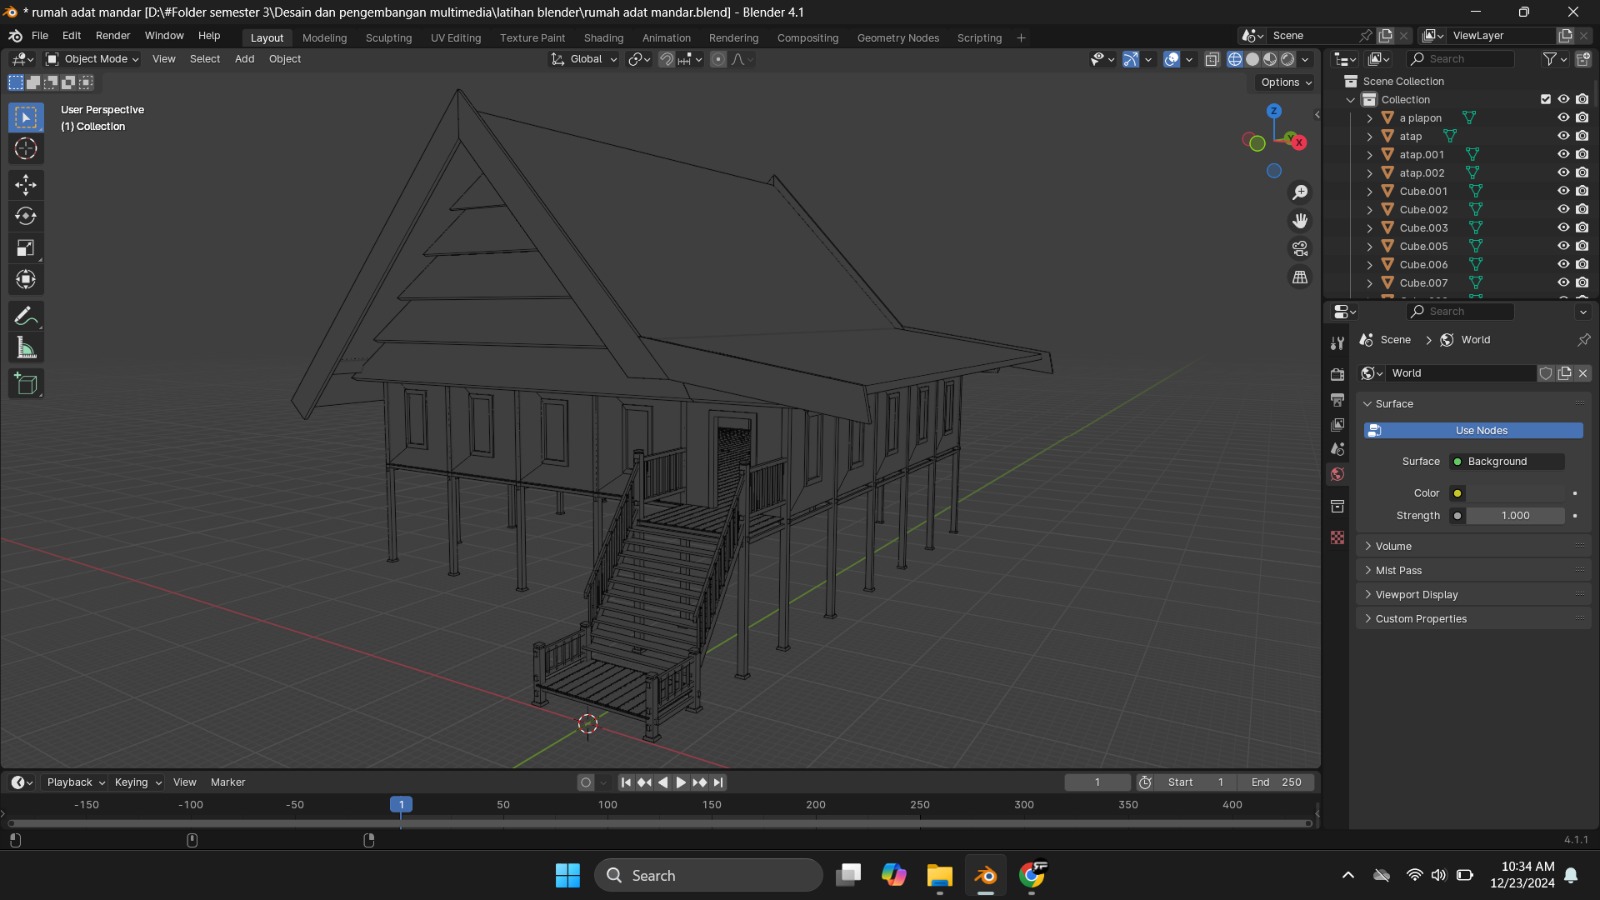 * rumah adat mandar [D:\#Folder semester 3\Desain dan pengembangan multimedia\latihan blender\rumah adat mandar.blend] - Blender 4.1
File Edit Render Window Help Layout Modeling Sculpting UV Editing Texture Paint Shading Animation Rendering Compositing Geometry Nodes Scripting + Scene ViewLayer
Object Mode View Select Add Object Global Search
Options
User Perspective
(1) Collection
Z
Y
X
Scene Collection
Collection
a plapon
atap
atap.001
atap.002
Cube.001
Cube.002
Cube.003
Cube.005
Cube.006
Cube.007
Search
Scene > World
World
Surface
Use Nodes
Surface Background
Color
Strength 1.000
Volume
Mist Pass
Viewport Display
Custom Properties
Playback Keying View Marker 1 Start 1 End 250
-150 -100 -50 1 50 100 150 200 250 300 350 400
4.1.1
Search
10:34 AM
12/23/2024